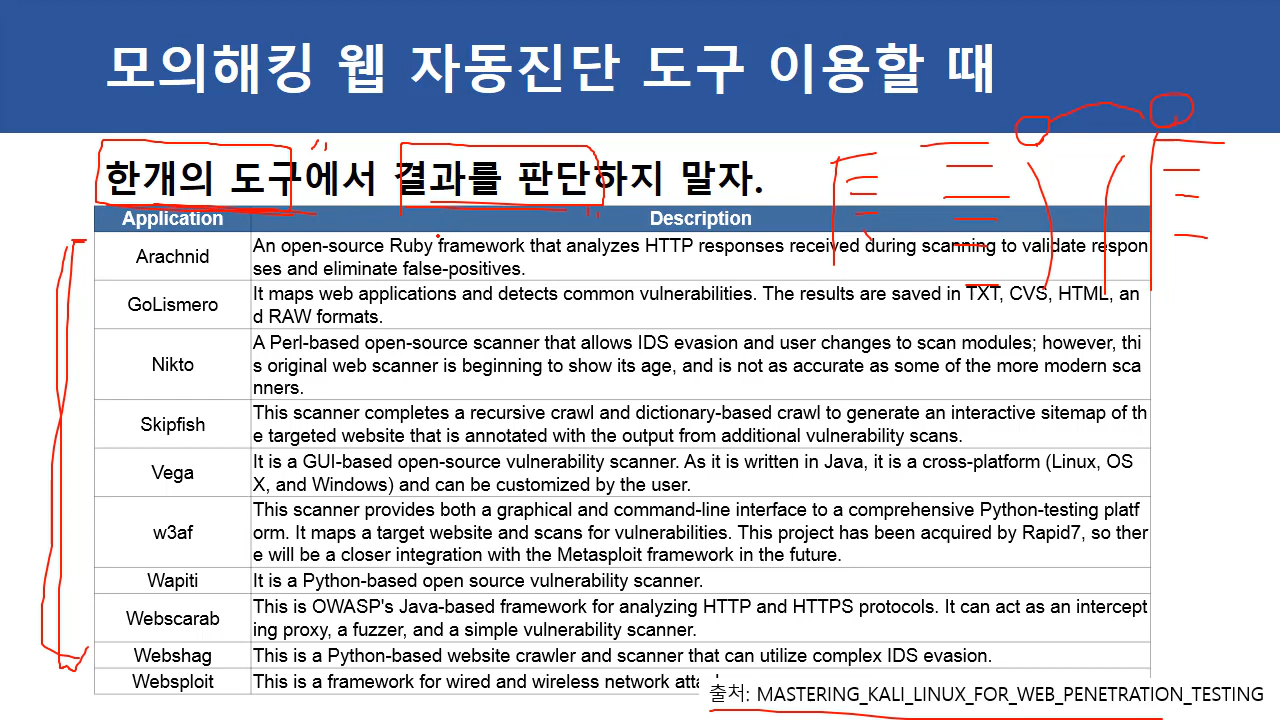 모의해킹 웹 자동진단 도구 이용할 때
한개의 도구에서 결과를 판단하지 말자.
Application Description
Arachnid An open-source Ruby framework that analyzes HTTP responses received during scanning to validate respon
ses and eliminate false-positives.
GoLismero It maps web applications and detects common vulnerabilities. The results are saved in TXT, CVS, HTML, an
d RAW formats.
Nikto A Perl-based open-source scanner that allows IDS evasion and user changes to scan modules; however, thi
s original web scanner is beginning to show its age, and is not as accurate as some of the more modern sca
nners.
Skipfish This scanner completes a recursive crawl and dictionary-based crawl to generate an interactive sitemap of th
e targeted website that is annotated with the output from additional vulnerability scans.
Vega It is a GUI-based open-source vulnerability scanner. As it is written in Java, it is a cross-platform (Linux, OS
X, and Windows) and can be customized by the user.
w3af This scanner provides both a graphical and command-line interface to a comprehensive Python-testing platf
orm. It maps a target website and scans for vulnerabilities. This project has been acquired by Rapid7, so ther
e will be a closer integration with the Metasploit framework in the future.
Wapiti It is a Python-based open source vulnerability scanner.
Webscarab This is OWASP's Java-based framework for analyzing HTTP and HTTPS protocols. It can act as an intercept
ing proxy, a fuzzer, and a simple vulnerability scanner.
Webshag This is a Python-based website crawler and scanner that can utilize complex IDS evasion.
Websploit This is a framework for wired and wireless network
출처: MASTERING_KALI_LINUX_FOR_WEB_PENETRATION_TESTING